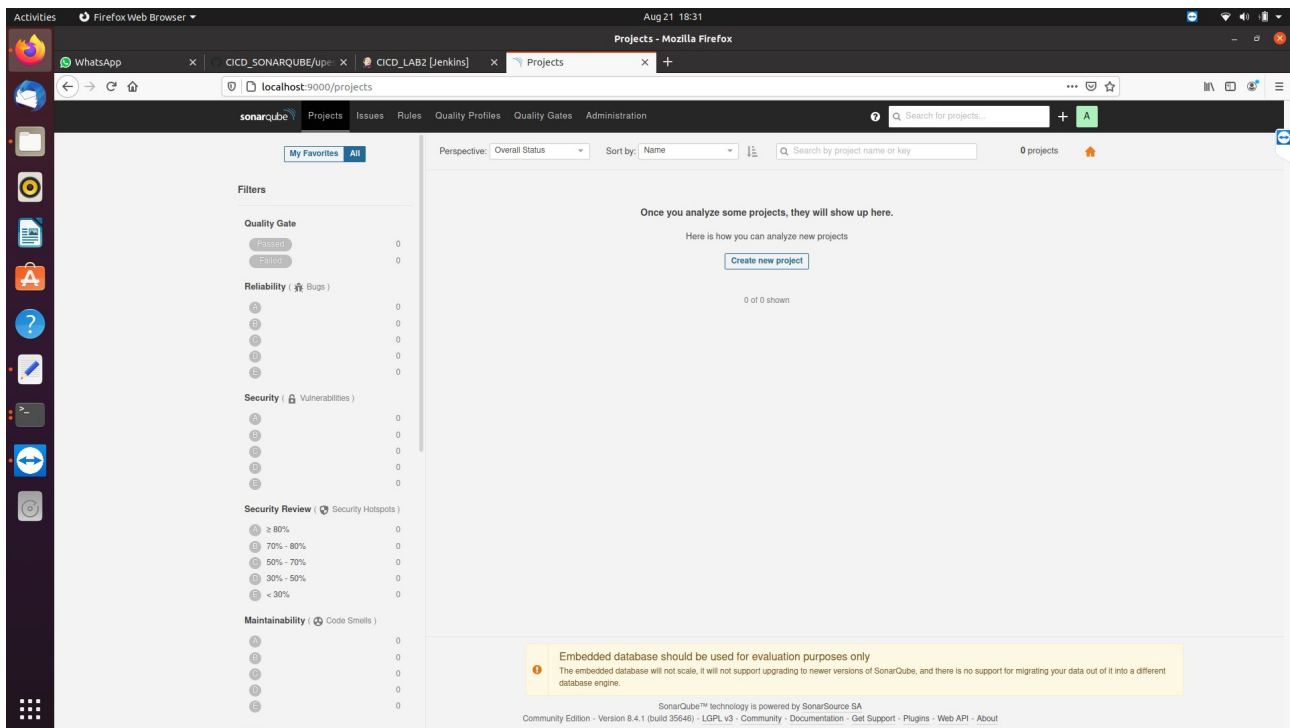 Activities Firefox Web Browser Aug 21 18:31
Projects - Mozilla Firefox
WhatsApp CICD_SONARQUBE/upes CICD_LAB2 [Jenkins] Projects
localhost:9000/projects
sonarqube Projects Issues Rules Quality Profiles Quality Gates Administration Search for projects... A
My Favorites All Perspective: Overall Status Sort by: Name Search by project name or key 0 projects
Filters
Once you analyze some projects, they will show up here.
Quality Gate
Here is how you can analyze new projects
Passed 0
Failed 0
Create new project
Reliability ( Bugs )
0 of 0 shown
A 0
B 0
C 0
D 0
E 0
Security ( Vulnerabilities )
A 0
B 0
C 0
D 0
E 0
Security Review ( Security Hotspots )
A ≥ 80% 0
B 70% - 80% 0
C 50% - 70% 0
D 30% - 50% 0
E < 30% 0
Maintainability ( Code Smells )
A 0
B 0
C 0
D 0
E 0
Embedded database should be used for evaluation purposes only
The embedded database will not scale, it will not support upgrading to newer versions of SonarQube, and there is no support for migrating your data out of it into a different
database engine.
SonarQube™ technology is powered by SonarSource SA
Community Edition - Version 8.4.1 (build 35646) - LGPL v3 - Community - Documentation - Get Support - Plugins - Web API - About